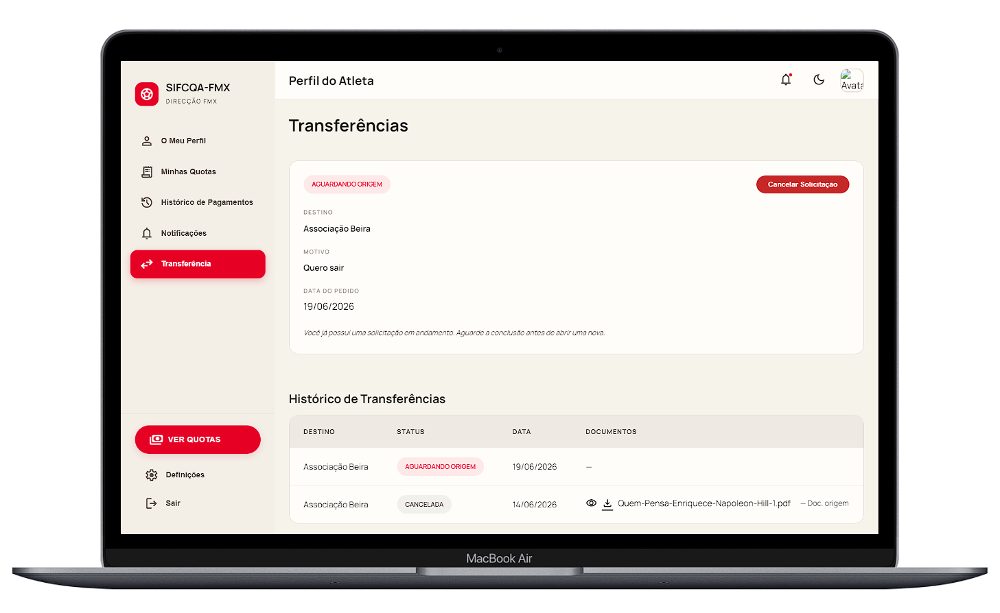 SIFCQA-FMX
DIRECÇÃO FMX
O Meu Perfil
Minhas Quotas
Histórico de Pagamentos
Notificações
Transferência
VER QUOTAS
Definições
Sair
Perfil do Atleta
Avata
Transferências
AGUARDANDO ORIGEM
Cancelar Solicitação
DESTINO
Associação Beira
MOTIVO
Quero sair
DATA DO PEDIDO
19/06/2026
Você já possui uma solicitação em andamento. Aguarde a conclusão antes de abrir uma nova.
Histórico de Transferências
DESTINO STATUS DATA DOCUMENTOS
Associação Beira AGUARDANDO ORIGEM 19/06/2026 —
Associação Beira CANCELADA 14/06/2026 Quem-Pensa-Enriquece-Napoleon-Hill-1.pdf — Doc. origem
MacBook Air